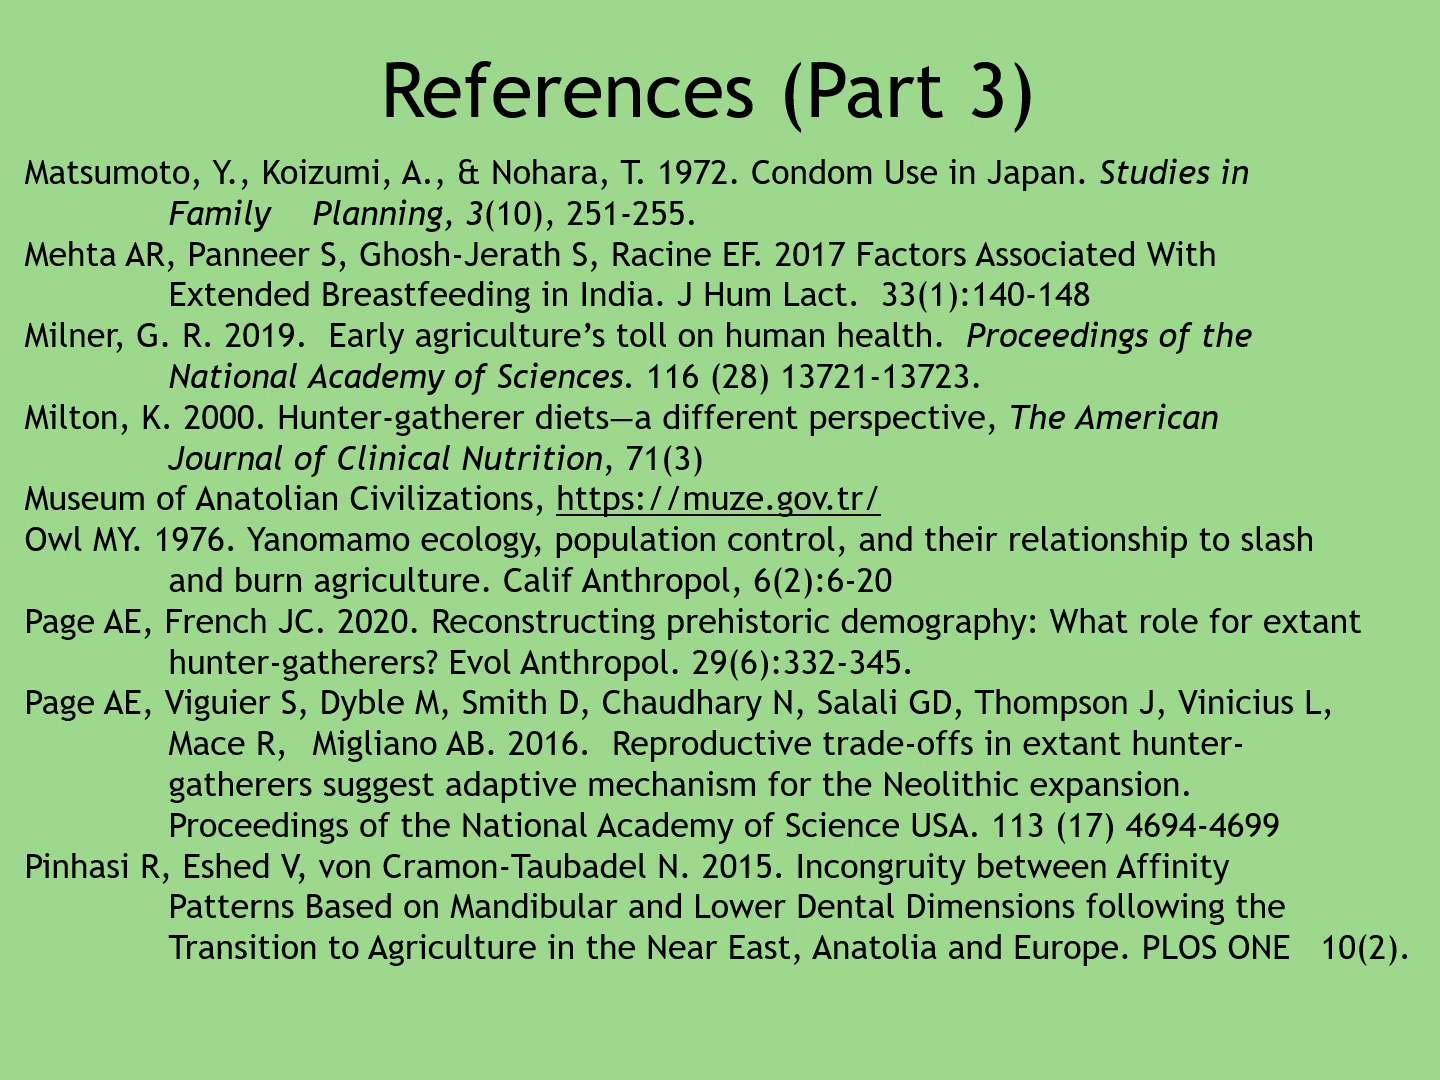 References (Part 3)
Matsumoto, Y., Koizumi, A., & Nohara, T. 1972. Condom Use in Japan. Studies in
Family Planning, 3(10), 251-255.
Mehta AR, Panneer S, Ghosh-Jerath S, Racine EF. 2017 Factors Associated With
Extended Breastfeeding in India. J Hum Lact. 33(1):140-148
Milner, G. R. 2019. Early agriculture’s toll on human health. Proceedings of the
National Academy of Sciences. 116 (28) 13721-13723.
Milton, K. 2000. Hunter-gatherer diets—a different perspective, The American
Journal of Clinical Nutrition, 71(3)
Museum of Anatolian Civilizations, https://muze.gov.tr/
Owl MY. 1976. Yanomamo ecology, population control, and their relationship to slash
and burn agriculture. Calif Anthropol, 6(2):6-20
Page AE, French JC. 2020. Reconstructing prehistoric demography: What role for extant
hunter-gatherers? Evol Anthropol. 29(6):332-345.
Page AE, Viguier S, Dyble M, Smith D, Chaudhary N, Salali GD, Thompson J, Vinicius L,
Mace R, Migliano AB. 2016. Reproductive trade-offs in extant hunter-
gatherers suggest adaptive mechanism for the Neolithic expansion.
Proceedings of the National Academy of Science USA. 113 (17) 4694-4699
Pinhasi R, Eshed V, von Cramon-Taubadel N. 2015. Incongruity between Affinity
Patterns Based on Mandibular and Lower Dental Dimensions following the
Transition to Agriculture in the Near East, Anatolia and Europe. PLOS ONE 10(2).